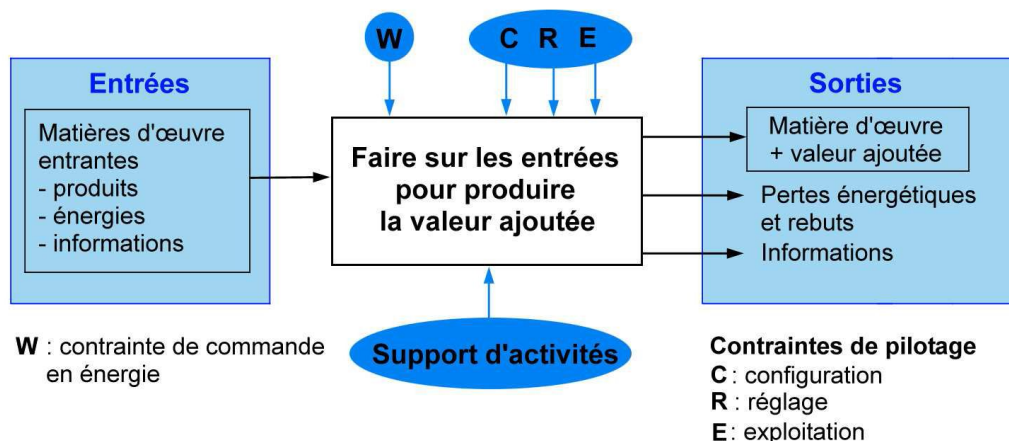 W
C R E
Entrées
Matières d'œuvre
entrantes
- produits
- énergies
- informations
Faire sur les entrées
pour produire
la valeur ajoutée
Sorties
Matière d'œuvre
+ valeur ajoutée
Pertes énergétiques
et rebuts
Informations
Support d'activités
W : contrainte de commande
en énergie
Contraintes de pilotage
C : configuration
R : réglage
E : exploitation